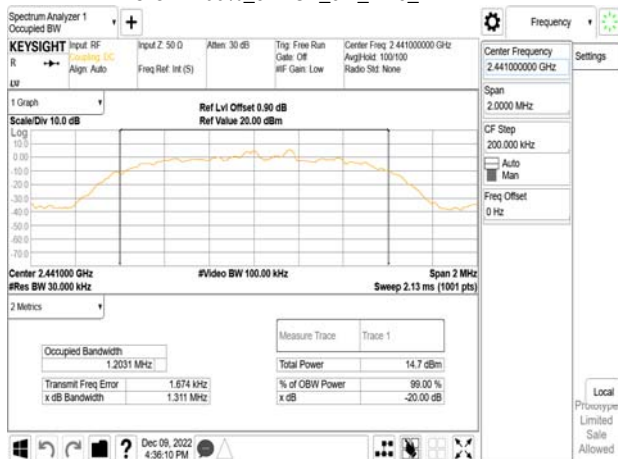 Spectrum Analyzer 1
Occupied BW
+
Frequency
KEYSIGHT
Input: RF
Coupling: DC
Align: Auto
Input Z: 50 Ω
Freq Ref: Int (S)
Atten: 30 dB
Trig: Free Run
Gate: Off
#IF Gain: Low
Center Freq: 2.441000000 GHz
Avg|Hold: 100/100
Radio Std: None
R
LXI
Center Frequency
2.441000000 GHz
Settings
Span
2.0000 MHz
CF Step
200.000 kHz
Auto
Man
Freq Offset
0 Hz
1 Graph
Scale/Div 10.0 dB
Ref Lvl Offset 0.90 dB
Ref Value 20.00 dBm
Log
10.0
0.00
-10.0
-20.0
-30.0
-40.0
-50.0
-60.0
-70.0
Center 2.441000 GHz
#Video BW 100.00 kHz
Span 2 MHz
#Res BW 30.000 kHz
Sweep 2.13 ms (1001 pts)
2 Metrics
Measure Trace
Trace 1
Occupied Bandwidth
1.2031 MHz
Total Power
14.7 dBm
Transmit Freq Error
1.674 kHz
% of OBW Power
99.00 %
x dB Bandwidth
1.311 MHz
x dB
-20.00 dB
Local
Prototype
Limited
Sale
Allowed
?
Dec 09, 2022
4:36:10 PM